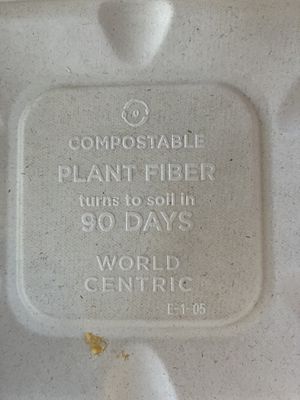 COMPOSTABLE
PLANT FIBER
turns to soil in
90 DAYS
WORLD
CENTRIC
E-1-05